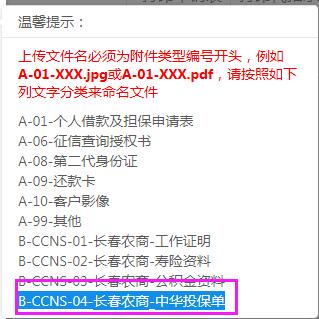 温馨提示：
上传文件名必须为附件类型编号开头，例如
A-01-XXX.jpg或A-01-XXX.pdf，请按照如下
列文字分类来命名文件
A-01-个人借款及担保申请表
A-06-征信查询授权书
A-08-第二代身份证
A-09-还款卡
A-10-客户影像
A-99-其他
B-CCNS-01-长春农商-工作证明
B-CCNS-02-长春农商-寿险资料
B-CCNS-03-长春农商-公积金资料
B-CCNS-04-长春农商-中华投保单